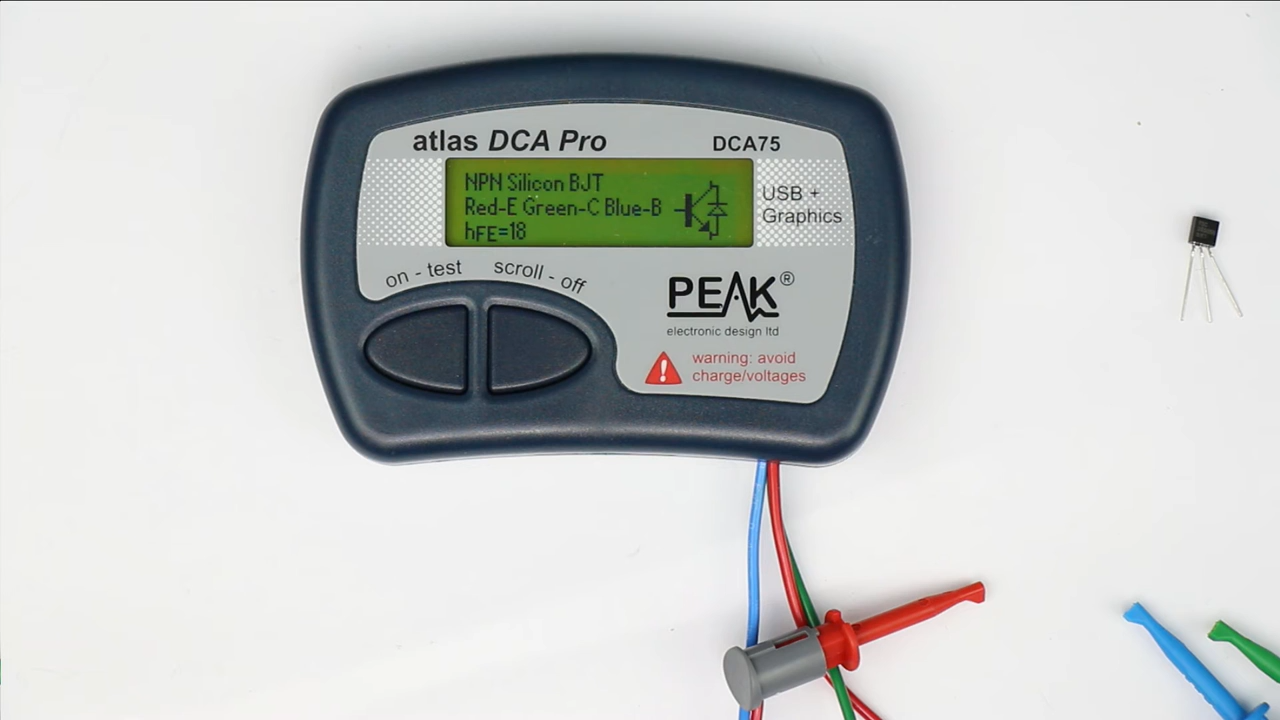 atlas DCA Pro
DCA75
NPN Silicon BJT
Red-E Green-C Blue-B
hFE=18
USB +
Graphics
on - test
scroll - off
PEAK®
electronic design ltd
warning: avoid
charge/voltages